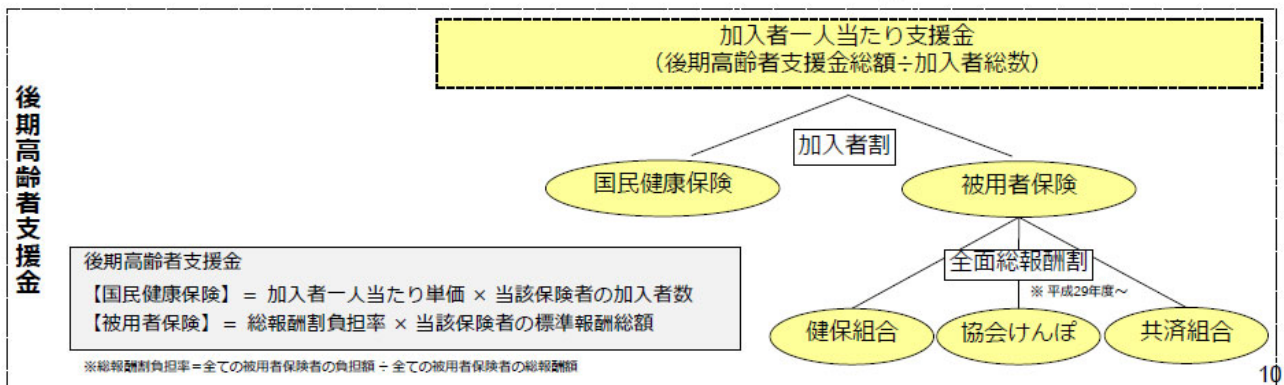 後期高齢者支援金
加入者一人当たり支援金
（後期高齢者支援金総額÷加入者総数）
加入者割
国民健康保険
被用者保険
全面総報酬割
※ 平成29年度～
健保組合
協会けんぽ
共済組合
後期高齢者支援金
【国民健康保険】 = 加入者一人当たり単価 × 当該保険者の加入者数
【被用者保険】 = 総報酬割負担率 × 当該保険者の標準報酬総額
※総報酬割負担率＝全ての被用者保険者の負担額 ÷ 全ての被用者保険者の総報酬額
10